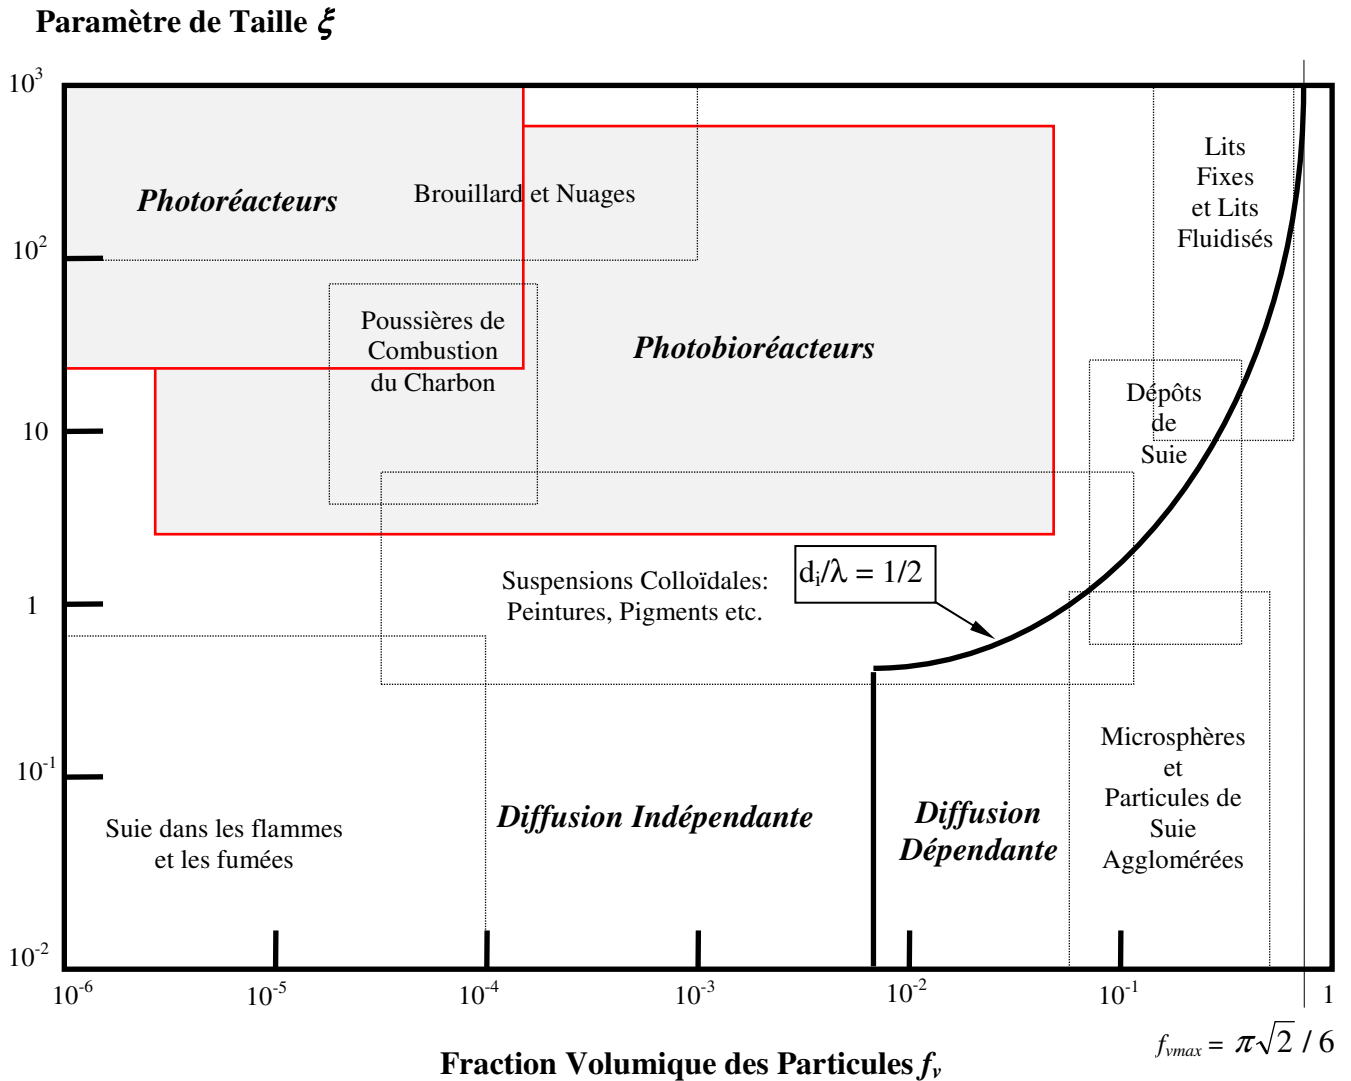 Paramètre de Taille ξ
10³
Photoréacteurs
Brouillard et Nuages
Lits
Fixes
et Lits
Fluidisés
10²
Poussières de
Combustion
du Charbon
Photobioréacteurs
Dépôts
de
Suie
10
dᵢ/λ = 1/2
Suspensions Colloïdales:
Peintures, Pigments etc.
1
Microsphères
et
Particules de
Suie
Agglomérées
10⁻¹
Diffusion Indépendante
Diffusion
Dépendante
Suie dans les flammes
et les fumées
10⁻²
10⁻⁶
10⁻⁵
10⁻⁴
10⁻³
10⁻²
10⁻¹
1
fvmax = π√2 / 6
Fraction Volumique des Particules fv